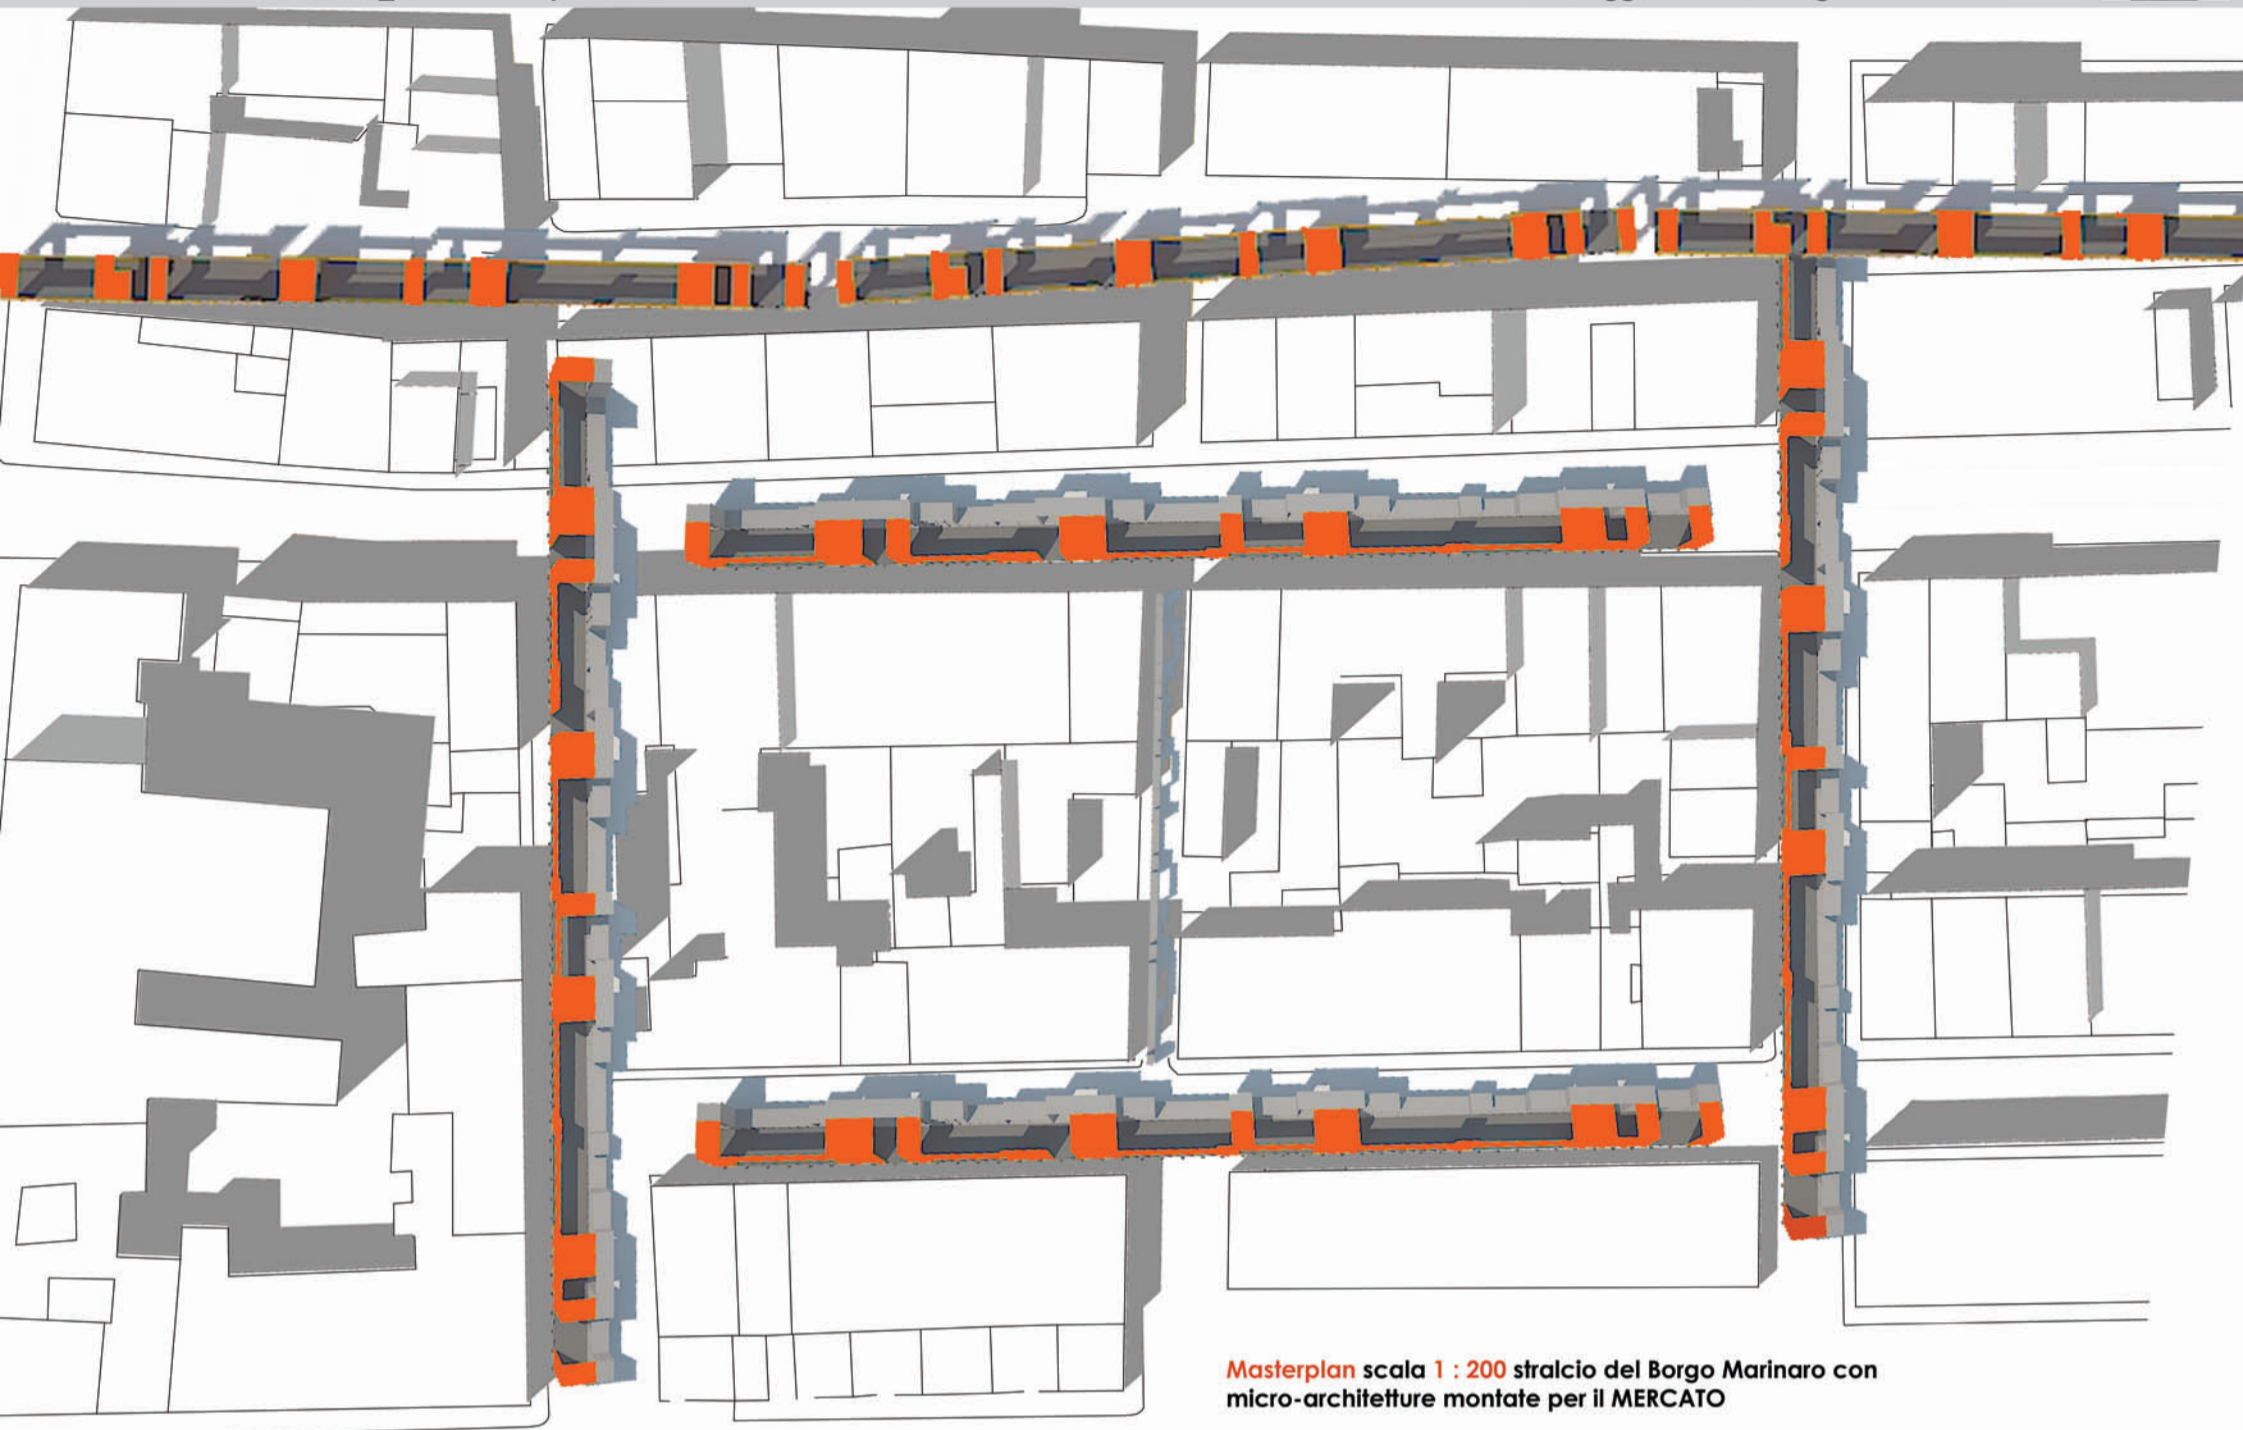 Masterplan scala 1 : 200 stralcio del Borgo Marinaro con
micro-architetture montate per il MERCATO